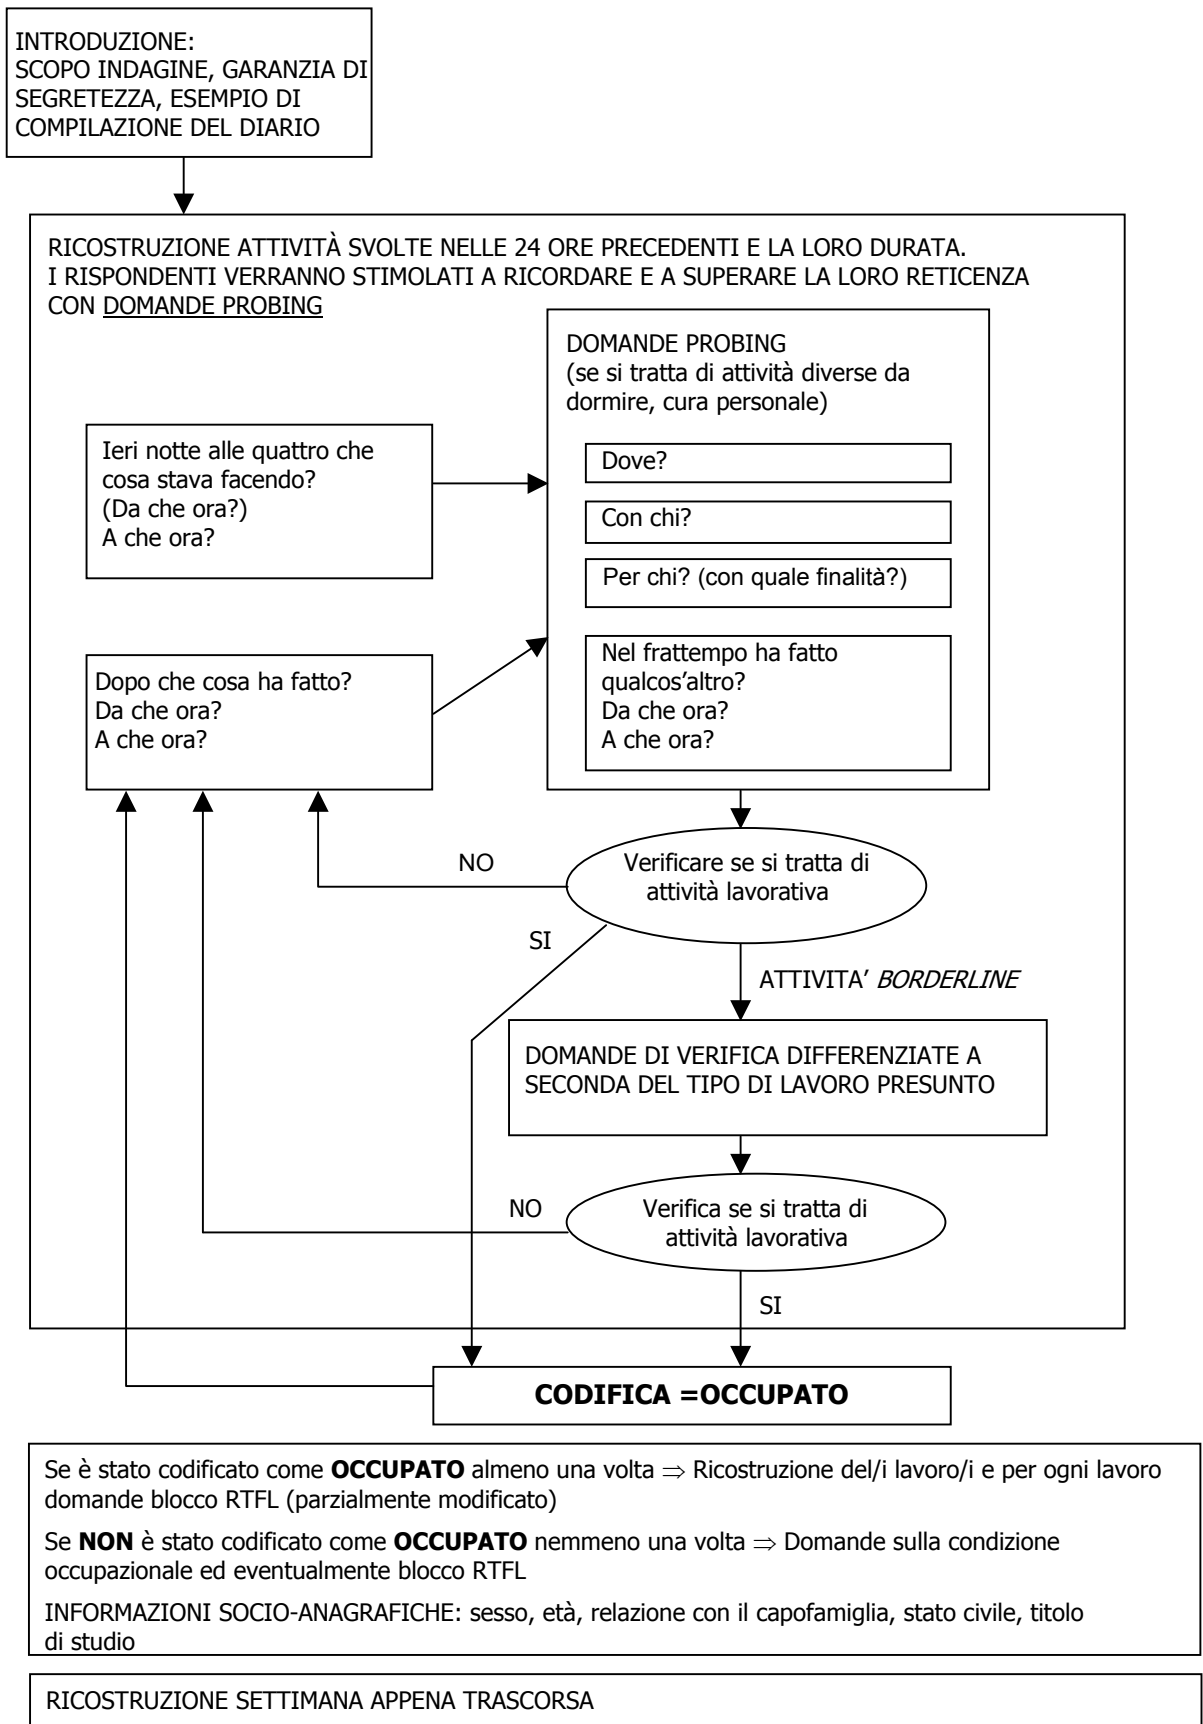 INTRODUZIONE:
SCOPO INDAGINE, GARANZIA DI
SEGRETEZZA, ESEMPIO DI
COMPILAZIONE DEL DIARIO
RICOSTRUZIONE ATTIVITÀ SVOLTE NELLE 24 ORE PRECEDENTI E LA LORO DURATA.
I RISPONDENTI VERRANNO STIMOLATI A RICORDARE E A SUPERARE LA LORO RETICENZA
CON DOMANDE PROBING
DOMANDE PROBING
(se si tratta di attività diverse da
dormire, cura personale)
Ieri notte alle quattro che
cosa stava facendo?
(Da che ora?)
A che ora?
Dove?
Con chi?
Per chi? (con quale finalità?)
Nel frattempo ha fatto
qualcos'altro?
Da che ora?
A che ora?
Dopo che cosa ha fatto?
Da che ora?
A che ora?
NO
Verificare se si tratta di
attività lavorativa
SI
ATTIVITA' BORDERLINE
DOMANDE DI VERIFICA DIFFERENZIATE A
SECONDA DEL TIPO DI LAVORO PRESUNTO
NO
Verifica se si tratta di
attività lavorativa
SI
CODIFICA =OCCUPATO
Se è stato codificato come OCCUPATO almeno una volta ⇒ Ricostruzione del/i lavoro/i e per ogni lavoro
domande blocco RTFL (parzialmente modificato)
Se NON è stato codificato come OCCUPATO nemmeno una volta ⇒ Domande sulla condizione
occupazionale ed eventualmente blocco RTFL
INFORMAZIONI SOCIO-ANAGRAFICHE: sesso, età, relazione con il capofamiglia, stato civile, titolo
di studio
RICOSTRUZIONE SETTIMANA APPENA TRASCORSA